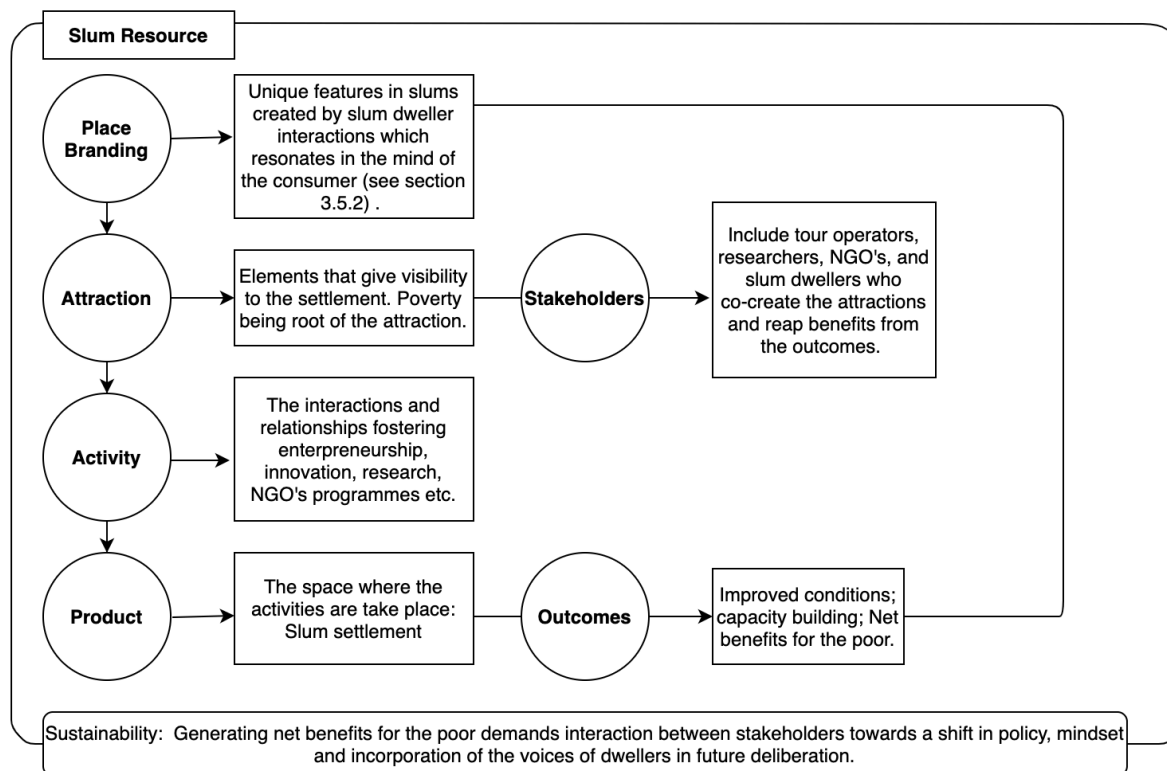 Slum Resource
Place
Branding
Unique features in slums
created by slum dweller
interactions which
resonates in the mind of
the consumer (see section
3.5.2) .
Attraction
Elements that give visibility
to the settlement. Poverty
being root of the attraction.
Stakeholders
Include tour operators,
researchers, NGO's, and
slum dwellers who
co-create the attractions
and reap benefits from
the outcomes.
Activity
The interactions and
relationships fostering
enterpreneurship,
innovation, research,
NGO's programmes etc.
Product
The space where the
activities are take place:
Slum settlement
Outcomes
Improved conditions;
capacity building; Net
benefits for the poor.
Sustainability: Generating net benefits for the poor demands interaction between stakeholders towards a shift in policy, mindset
and incorporation of the voices of dwellers in future deliberation.